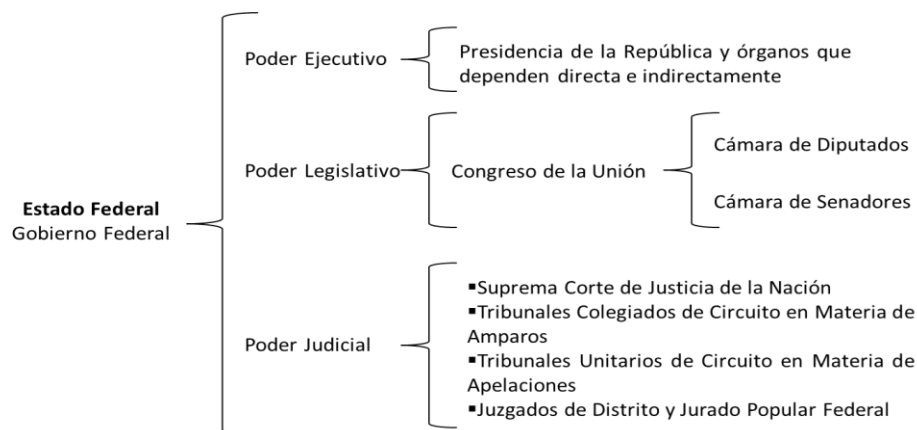 Estado Federal
Gobierno Federal
Poder Ejecutivo
Presidencia de la República y órganos que
dependen directa e indirectamente
Poder Legislativo
Congreso de la Unión
Cámara de Diputados
Cámara de Senadores
Poder Judicial
▪Suprema Corte de Justicia de la Nación
▪Tribunales Colegiados de Circuito en Materia de
Amparos
▪Tribunales Unitarios de Circuito en Materia de
Apelaciones
▪Juzgados de Distrito y Jurado Popular Federal